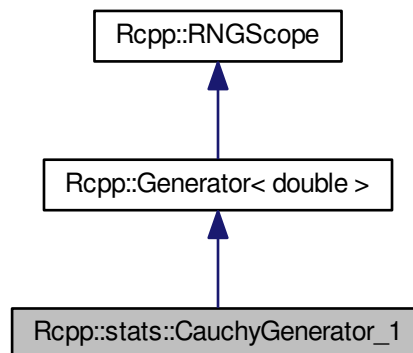 Rcpp::RNGScope
Rcpp::Generator< double >
Rcpp::stats::CauchyGenerator_1